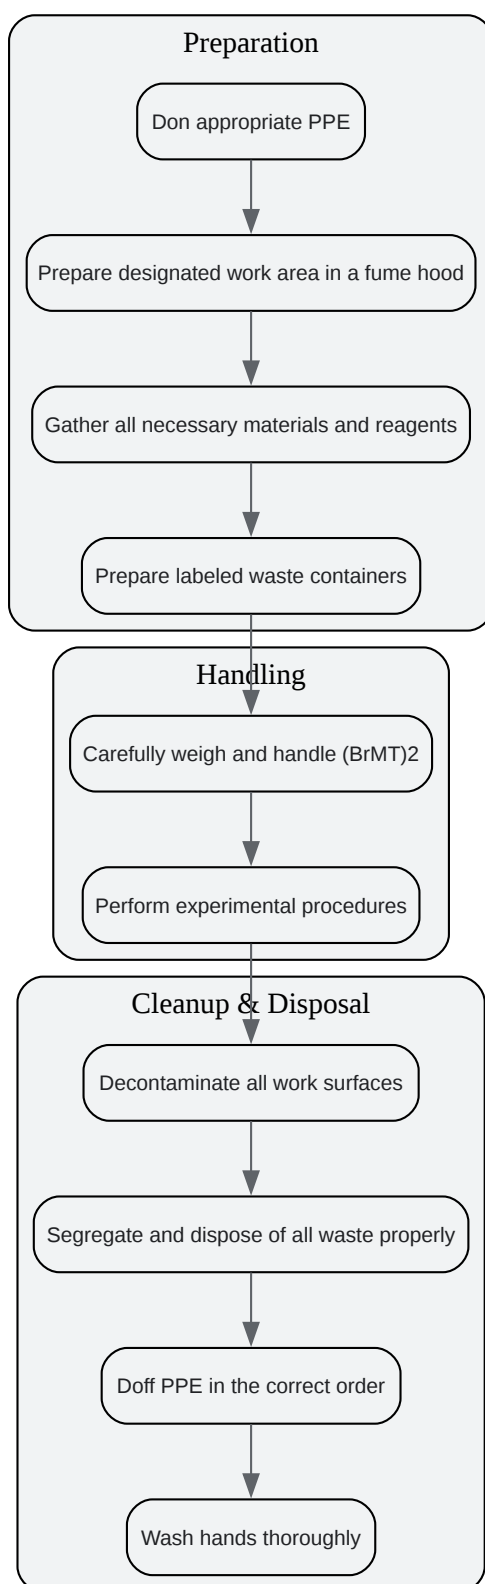 Preparation
Don appropriate PPE
Prepare designated work area in a fume hood
Gather all necessary materials and reagents
Prepare labeled waste containers
Handling
Carefully weigh and handle (BrMT)2
Perform experimental procedures
Cleanup & Disposal
Decontaminate all work surfaces
Segregate and dispose of all waste properly
Doff PPE in the correct order
Wash hands thoroughly